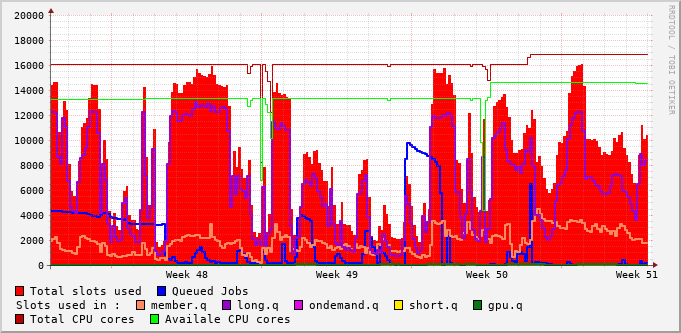 20000
18000
16000
14000
12000
10000
8000
6000
4000
2000
0
Week 48 Week 49 Week 50 Week 51
RRDTOOL / TOBI OETIKER
Total slots used Queued Jobs
Slots used in : member.q long.q ondemand.q short.q gpu.q
Total CPU cores Availale CPU cores